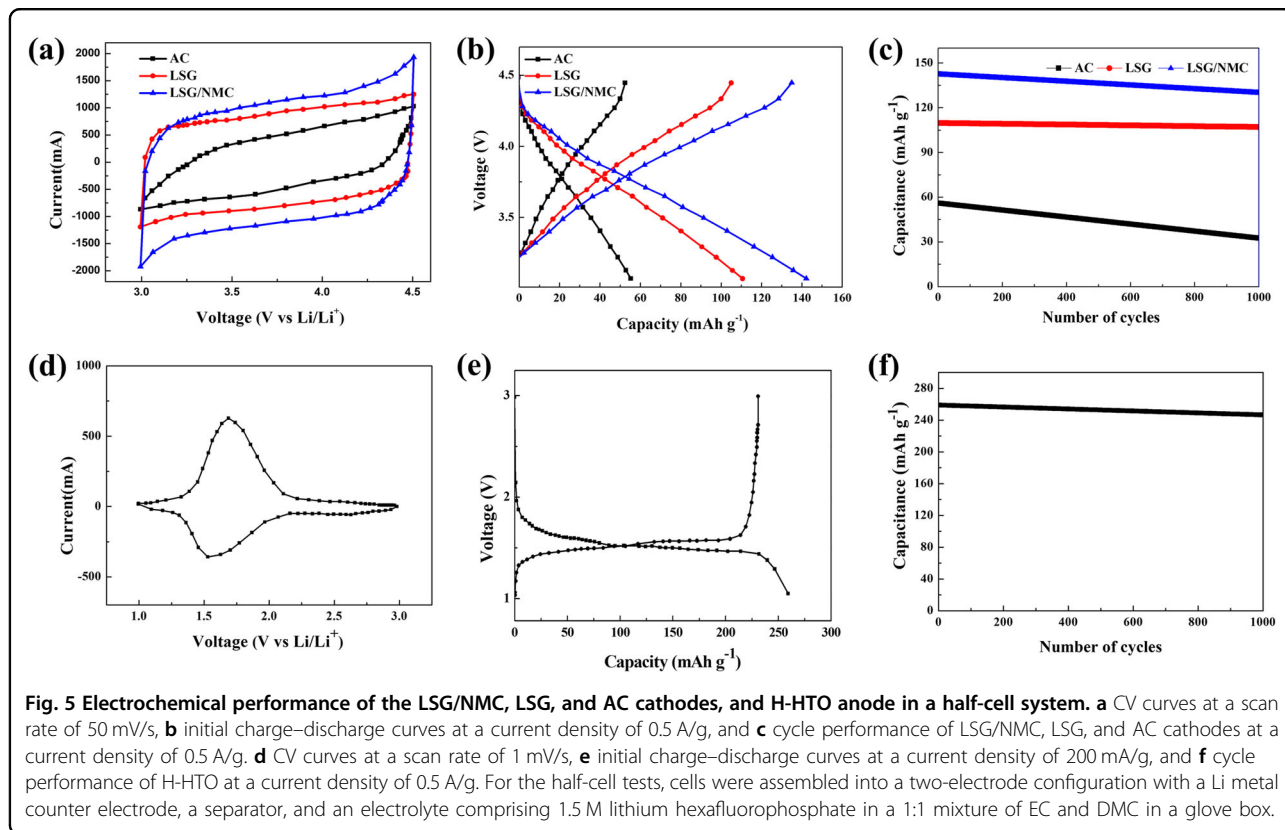 (a)
AC
LSG
LSG/NMC
2000
1500
1000
500
0
-500
-1000
-1500
-2000
Current(mA)
3.0 3.5 4.0 4.5
Voltage (V vs Li/Li⁺)
(b)
AC
LSG
LSG/NMC
4.5
4.0
3.5
Voltage (V)
0 20 40 60 80 100 120 140 160
Capacity (mAh g⁻¹)
(c)
AC LSG LSG/NMC
150
120
90
60
30
0
Capacitance (mAh g⁻¹)
0 200 400 600 800 1000
Number of cycles
(d)
1000
500
0
-500
Current(mA)
1.0 1.5 2.0 2.5 3.0
Voltage (V vs Li/Li⁺)
(e)
3
2
1
Voltage (V)
0 50 100 150 200 250 300
Capacity (mAh g⁻¹)
(f)
280
240
200
160
120
80
40
0
Capacitance (mAh g⁻¹)
0 200 400 600 800 1000
Number of cycles
Fig. 5 Electrochemical performance of the LSG/NMC, LSG, and AC cathodes, and H-HTO anode in a half-cell system. a CV curves at a scan
rate of 50 mV/s, b initial charge–discharge curves at a current density of 0.5 A/g, and c cycle performance of LSG/NMC, LSG, and AC cathodes at a
current density of 0.5 A/g. d CV curves at a scan rate of 1 mV/s, e initial charge–discharge curves at a current density of 200 mA/g, and f cycle
performance of H-HTO at a current density of 0.5 A/g. For the half-cell tests, cells were assembled into a two-electrode configuration with a Li metal
counter electrode, a separator, and an electrolyte comprising 1.5 M lithium hexafluorophosphate in a 1:1 mixture of EC and DMC in a glove box.